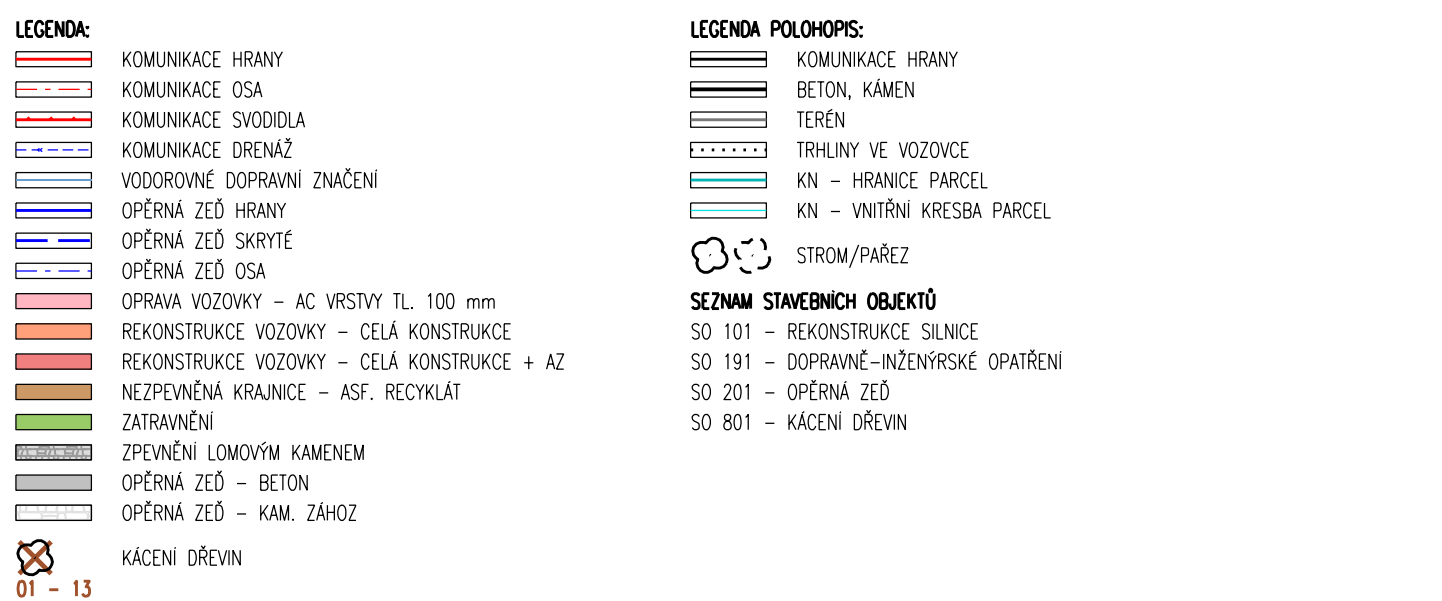 LEGENDA:
KOMUNIKACE HRANY
KOMUNIKACE OSA
KOMUNIKACE SVODIDLA
KOMUNIKACE DRENÁŽ
VODOROVNÉ DOPRAVNÍ ZNAČENÍ
OPĚRNÁ ZEĎ HRANY
OPĚRNÁ ZEĎ SKRYTÉ
OPĚRNÁ ZEĎ OSA
OPRAVA VOZOVKY – AC VRSTVY TL. 100 mm
REKONSTRUKCE VOZOVKY – CELÁ KONSTRUKCE
REKONSTRUKCE VOZOVKY – CELÁ KONSTRUKCE + AZ
NEZPEVNĚNÁ KRAJNICE – ASF. RECYKLÁT
ZATRAVNĚNÍ
ZPEVNĚNÍ LOMOVÝM KAMENEM
OPĚRNÁ ZEĎ – BETON
OPĚRNÁ ZEĎ – KAM. ZÁHOZ
KÁCENÍ DŘEVIN
01 – 13
LEGENDA POLOHOPIS:
KOMUNIKACE HRANY
BETON, KÁMEN
TERÉN
TRHLINY VE VOZOVCE
KN – HRANICE PARCEL
KN – VNITŘNÍ KRESBA PARCEL
STROM/PAŘEZ
SEZNAM STAVEBNÍCH OBJEKTŮ
SO 101 – REKONSTRUKCE SILNICE
SO 191 – DOPRAVNĚ–INŽENÝRSKÉ OPATŘENÍ
SO 201 – OPĚRNÁ ZEĎ
SO 801 – KÁCENÍ DŘEVIN